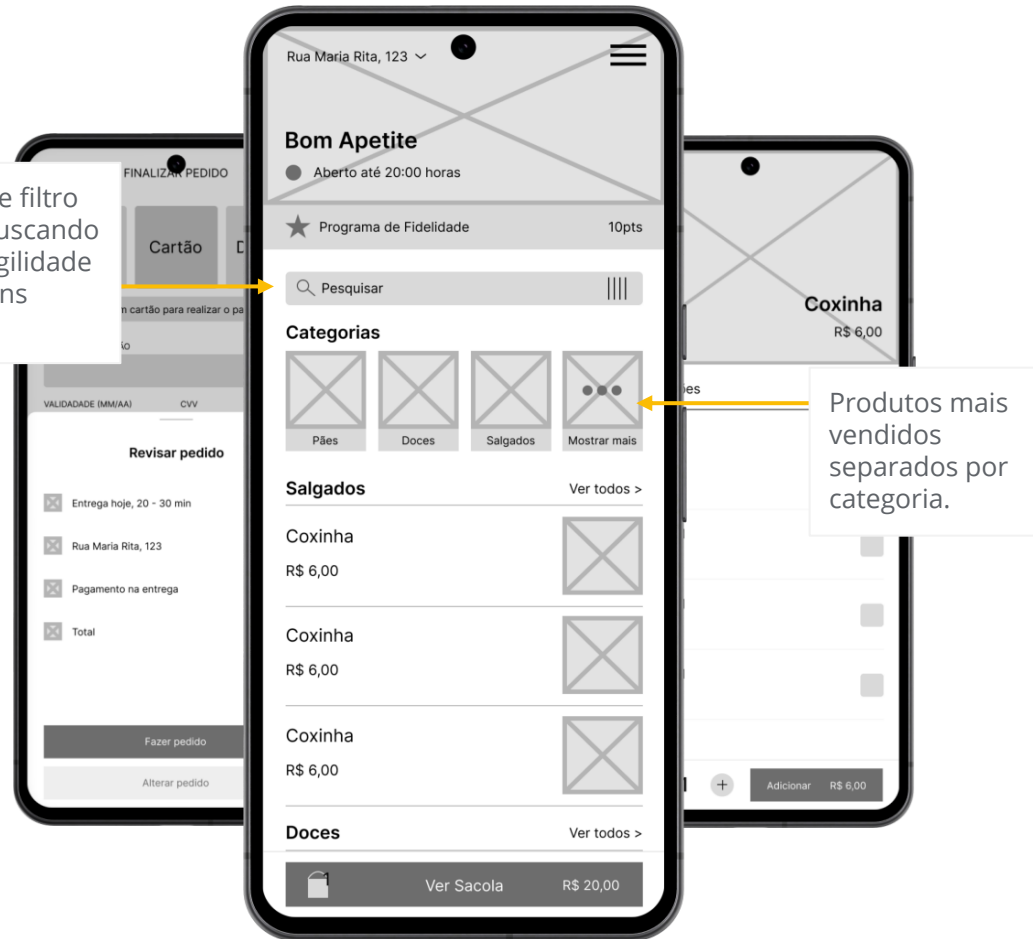 e filtro
uscando
gilidade
ns
FINALIZAR PEDIDO
Cartão
cartão para realizar o pa
VALIDADADE (MM/AA)
CVV
Revisar pedido
Entrega hoje, 20 - 30 min
Rua Maria Rita, 123
Pagamento na entrega
Total
Fazer pedido
Alterar pedido
Rua Maria Rita, 123
Bom Apetite
Aberto até 20:00 horas
Programa de Fidelidade
10pts
Pesquisar
Categorias
Pães
Doces
Salgados
Mostrar mais
Salgados
Ver todos >
Coxinha
R$ 6,00
Coxinha
R$ 6,00
Coxinha
R$ 6,00
Doces
Ver todos >
1
Ver Sacola
R$ 20,00
Coxinha
R$ 6,00
Produtos mais
vendidos
separados por
categoria.
+
Adicionar R$ 6,00